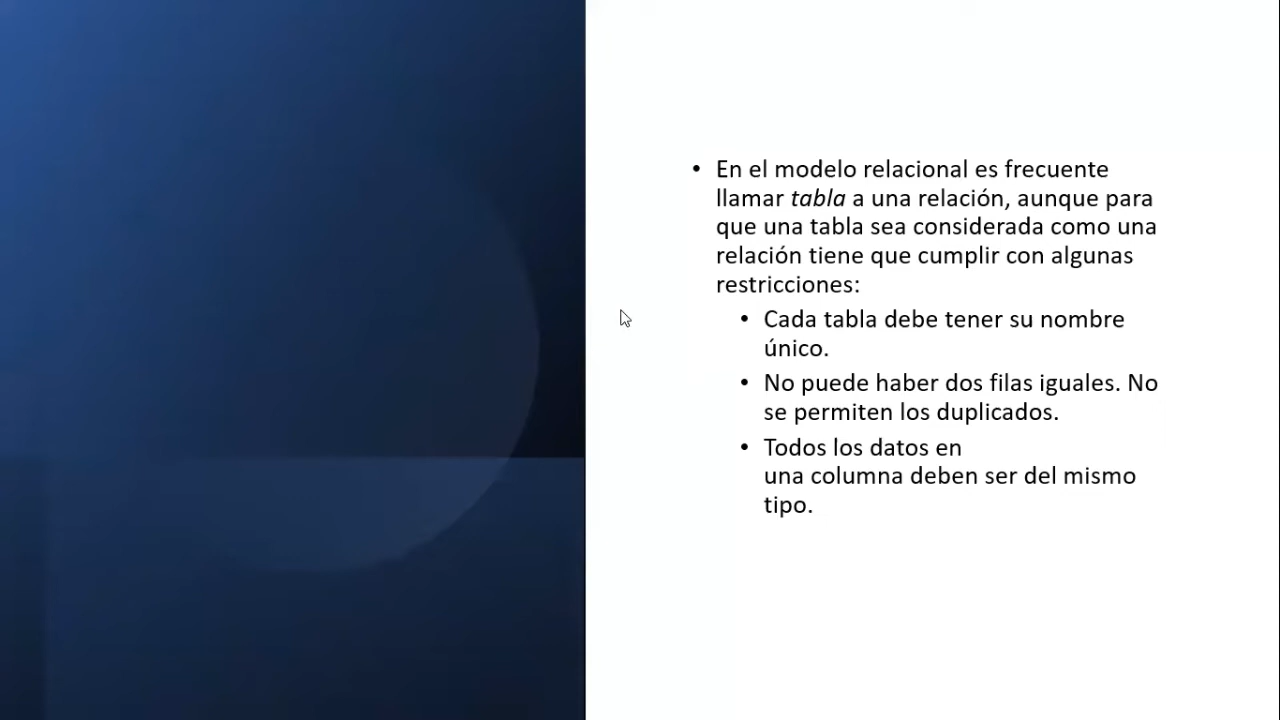 • En el modelo relacional es frecuente
llamar tabla a una relación, aunque para
que una tabla sea considerada como una
relación tiene que cumplir con algunas
restricciones:
• Cada tabla debe tener su nombre
único.
• No puede haber dos filas iguales. No
se permiten los duplicados.
• Todos los datos en
una columna deben ser del mismo
tipo.